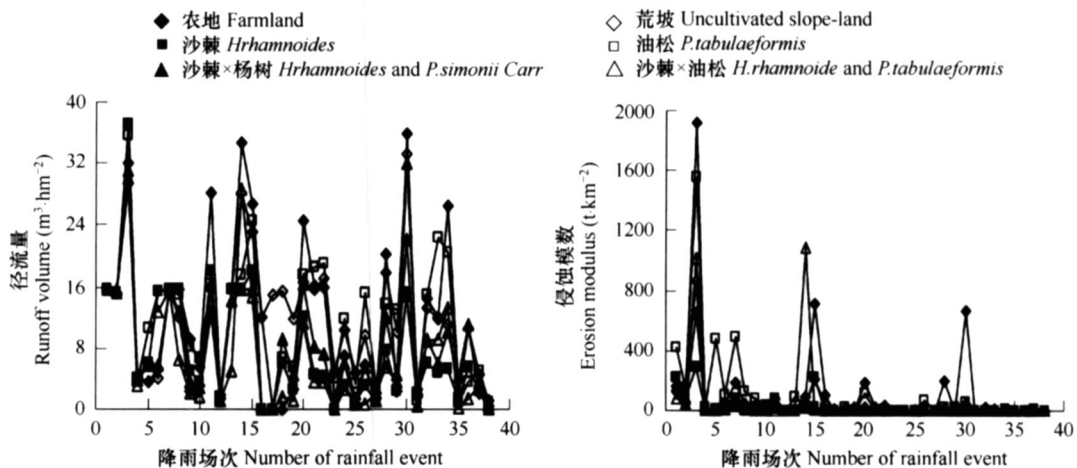 农地 Farmland
沙棘 Hrhamnoides
沙棘×杨树 Hrhamnoides and P.simonii Carr
荒坡 Uncultivated slope-land
油松 P.tabulaeformis
沙棘×油松 H.rhamnoide and P.tabulaeformis
径流量
Runoff volume (m³·hm⁻²)
40
32
24
16
8
0
0 5 10 15 20 25 30 35 40
降雨场次 Number of rainfall event
侵蚀模数
Erosion modulus (t·km⁻²)
2000
1600
1200
800
400
0
0 5 10 15 20 25 30 35 40
降雨场次 Number of rainfall event